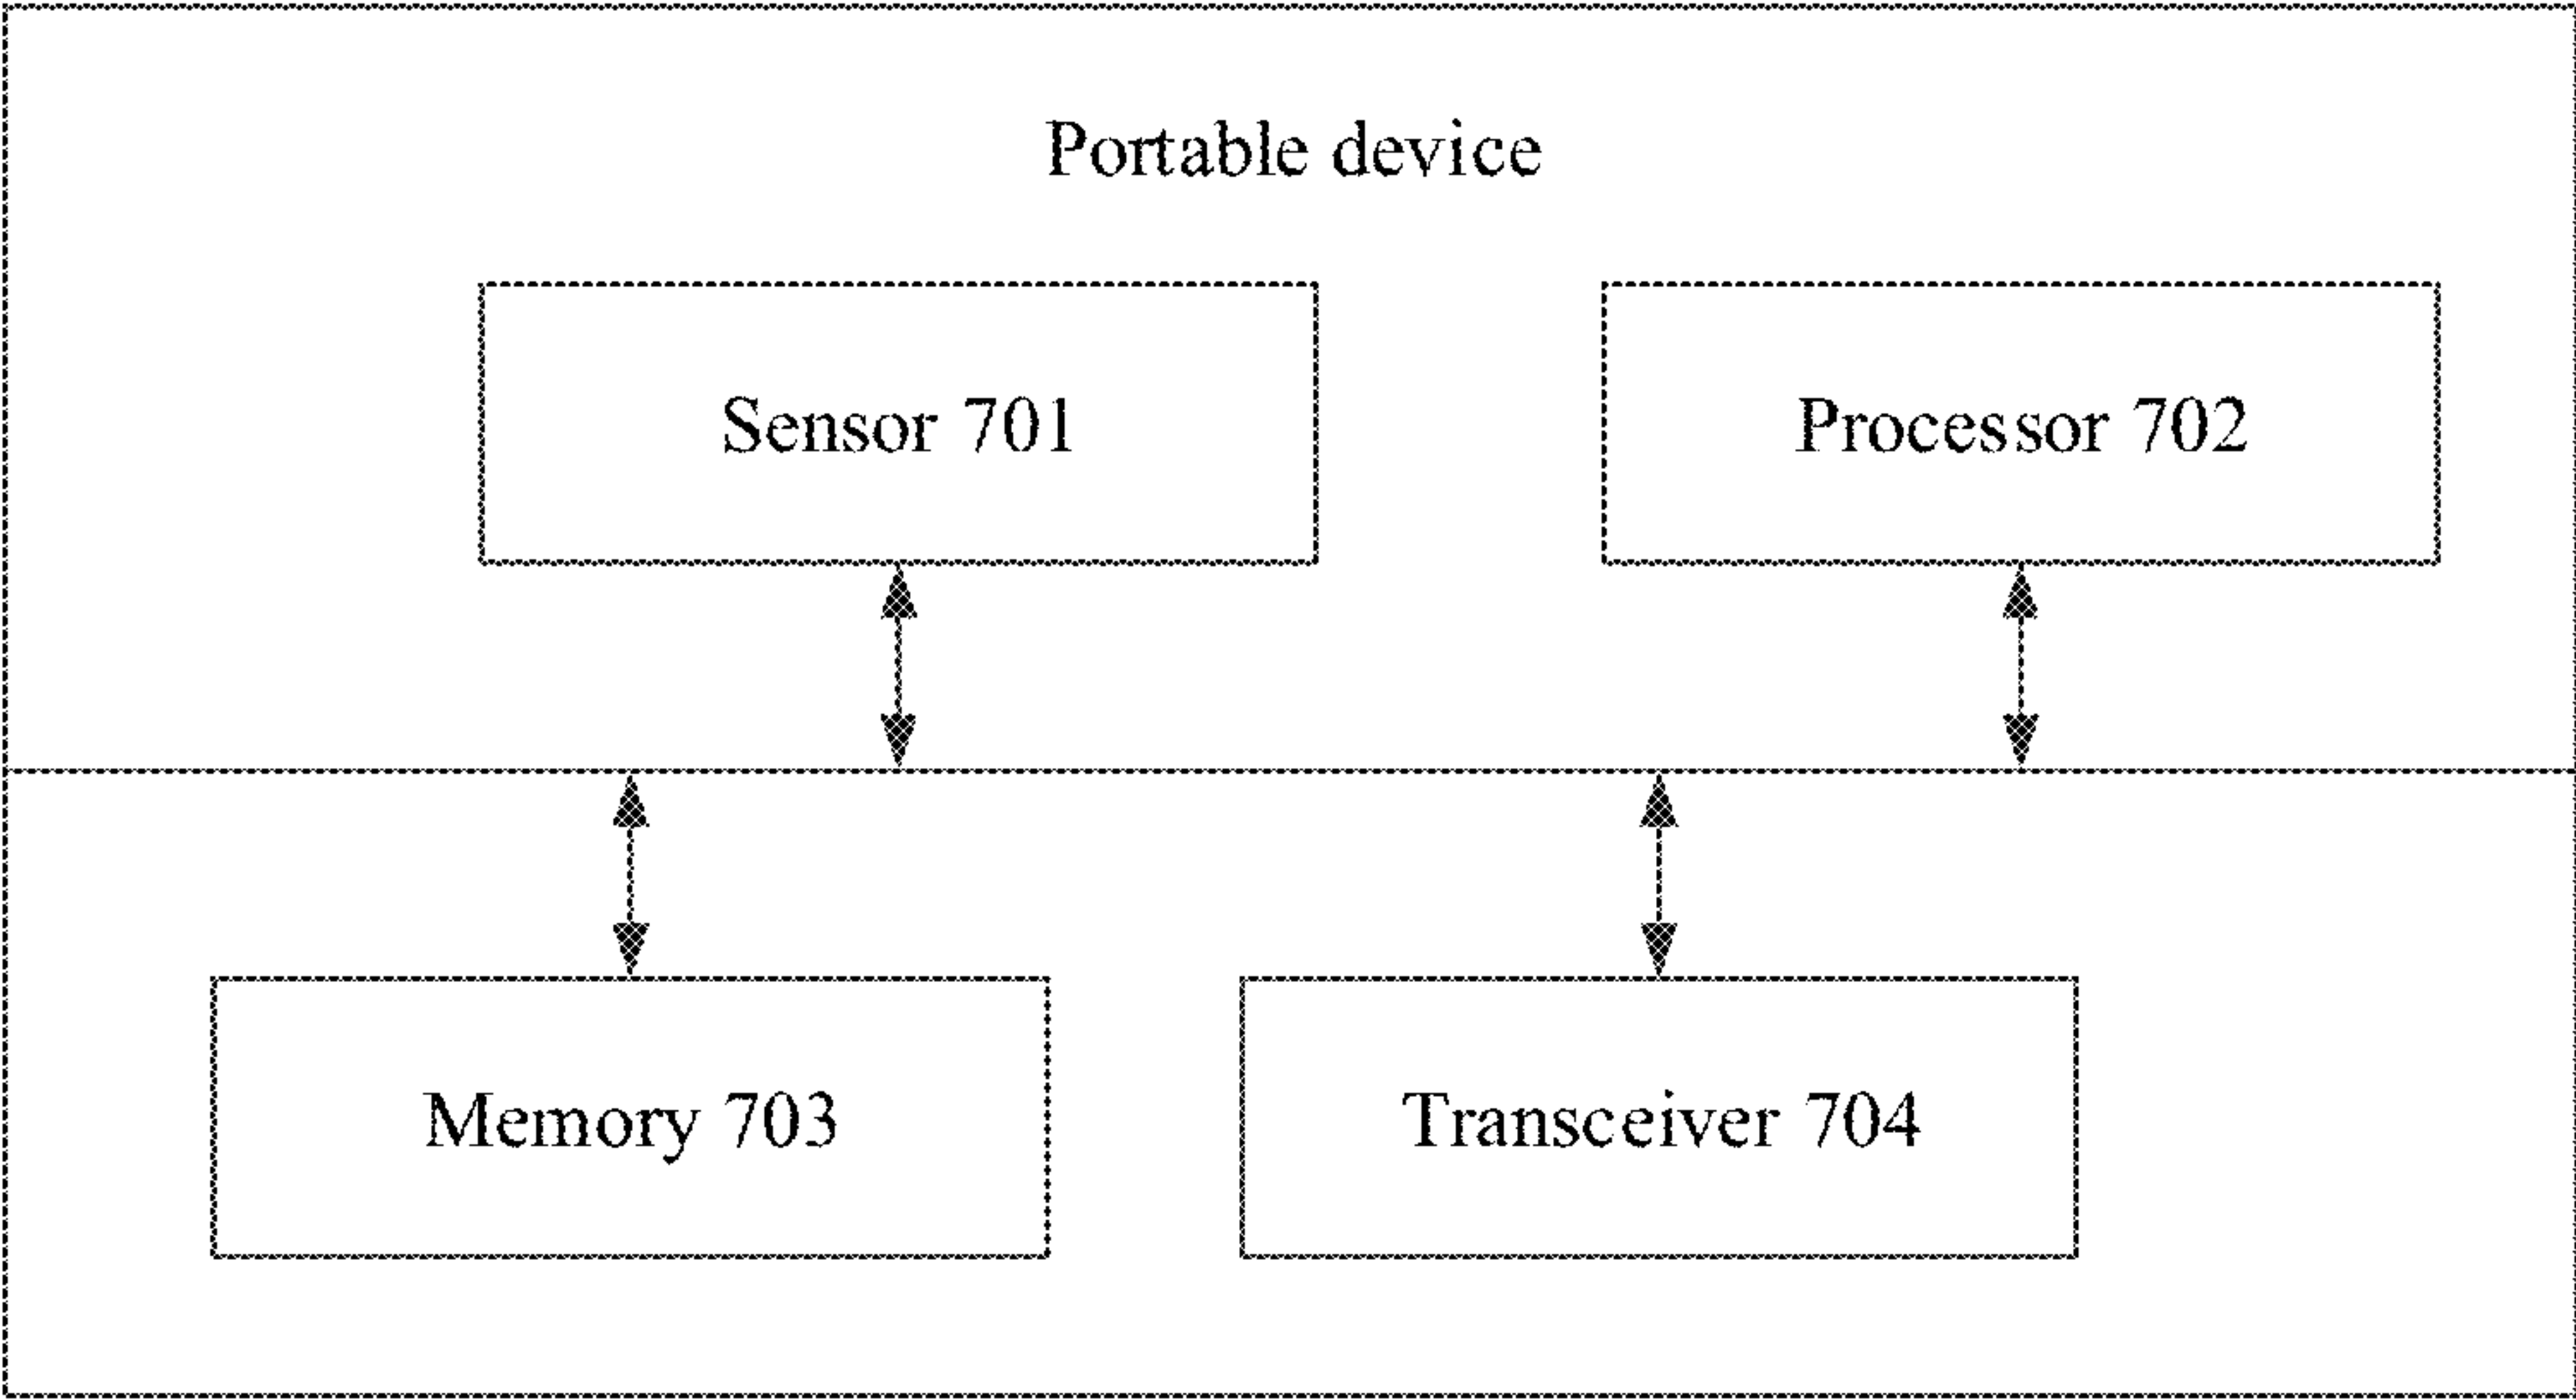 Portable device
Sensor 701
Processor 702
Memory 703
Transceiver 704